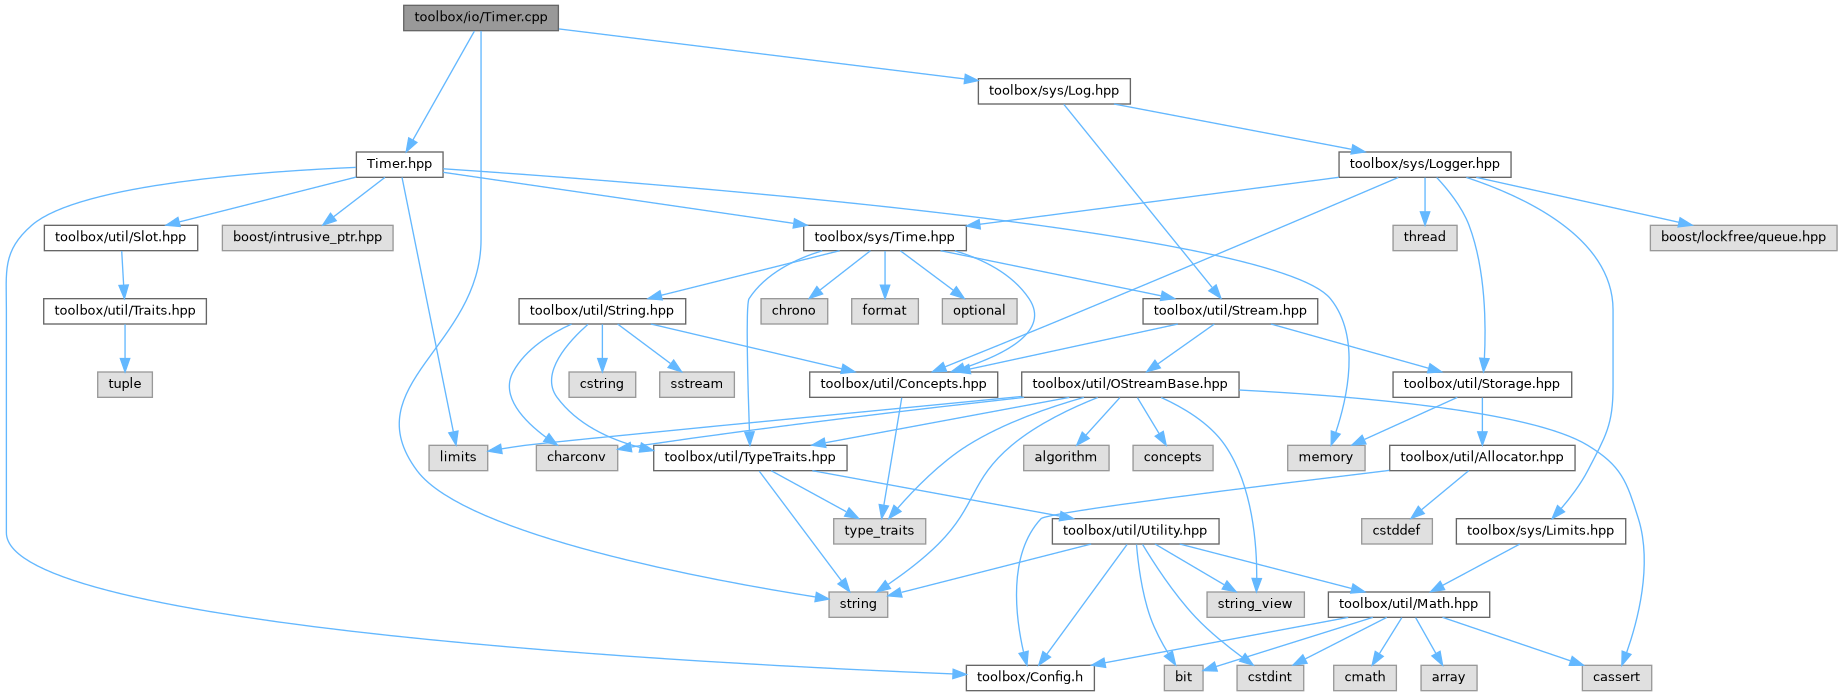 toolbox/io/Timer.cpp
toolbox/sys/Log.hpp
Timer.hpp
toolbox/sys/Logger.hpp
toolbox/util/Slot.hpp
boost/intrusive_ptr.hpp
toolbox/sys/Time.hpp
thread
boost/lockfree/queue.hpp
toolbox/util/Traits.hpp
toolbox/util/String.hpp
chrono
format
optional
toolbox/util/Stream.hpp
tuple
cstring
sstream
toolbox/util/Concepts.hpp
toolbox/util/OStreamBase.hpp
toolbox/util/Storage.hpp
limits
charconv
toolbox/util/TypeTraits.hpp
algorithm
concepts
memory
toolbox/util/Allocator.hpp
type_traits
toolbox/util/Utility.hpp
cstddef
toolbox/sys/Limits.hpp
string
string_view
toolbox/util/Math.hpp
toolbox/Config.h
bit
cstdint
cmath
array
cassert